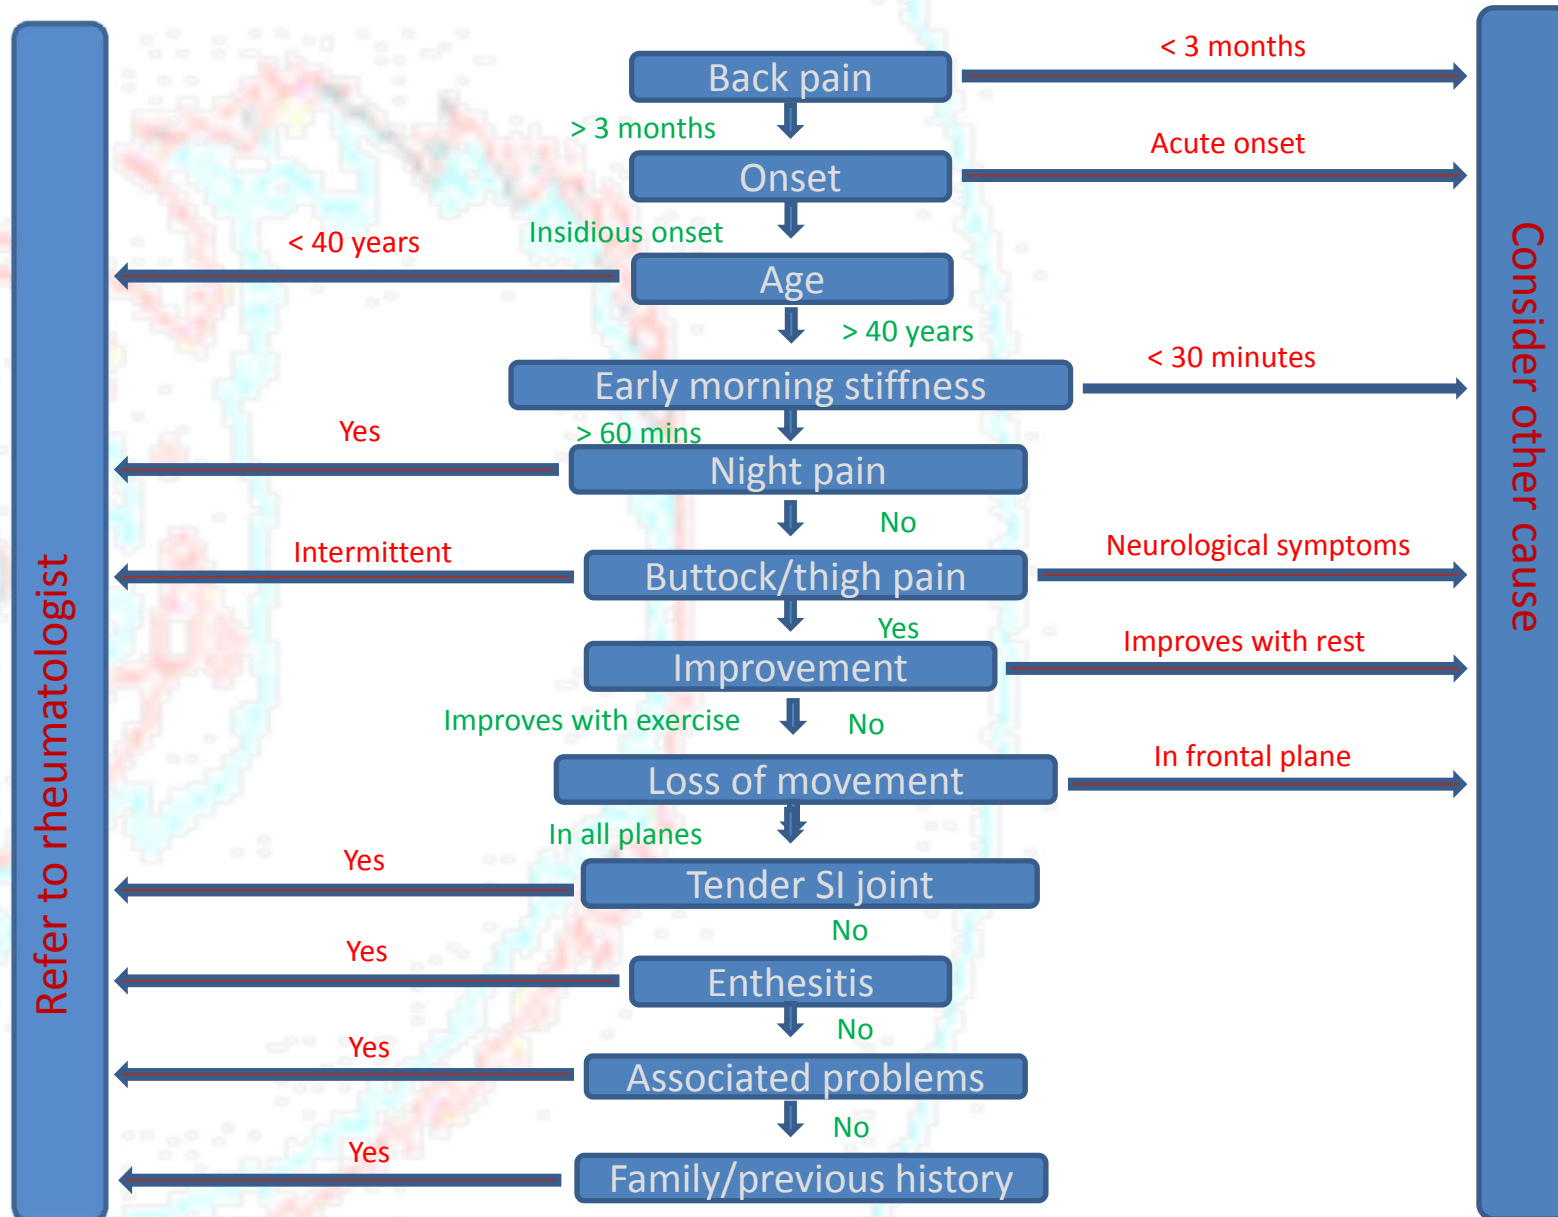 Back pain
< 3 months
> 3 months
Onset
Acute onset
Insidious onset
< 40 years
Age
> 40 years
Early morning stiffness
< 30 minutes
> 60 mins
Yes
Night pain
No
Intermittent
Buttock/thigh pain
Neurological symptoms
Yes
Improvement
Improves with rest
Improves with exercise
No
Loss of movement
In frontal plane
In all planes
Yes
Tender SI joint
No
Yes
Enthesitis
No
Yes
Associated problems
No
Yes
Family/previous history
Refer to rheumatologist
Consider other cause